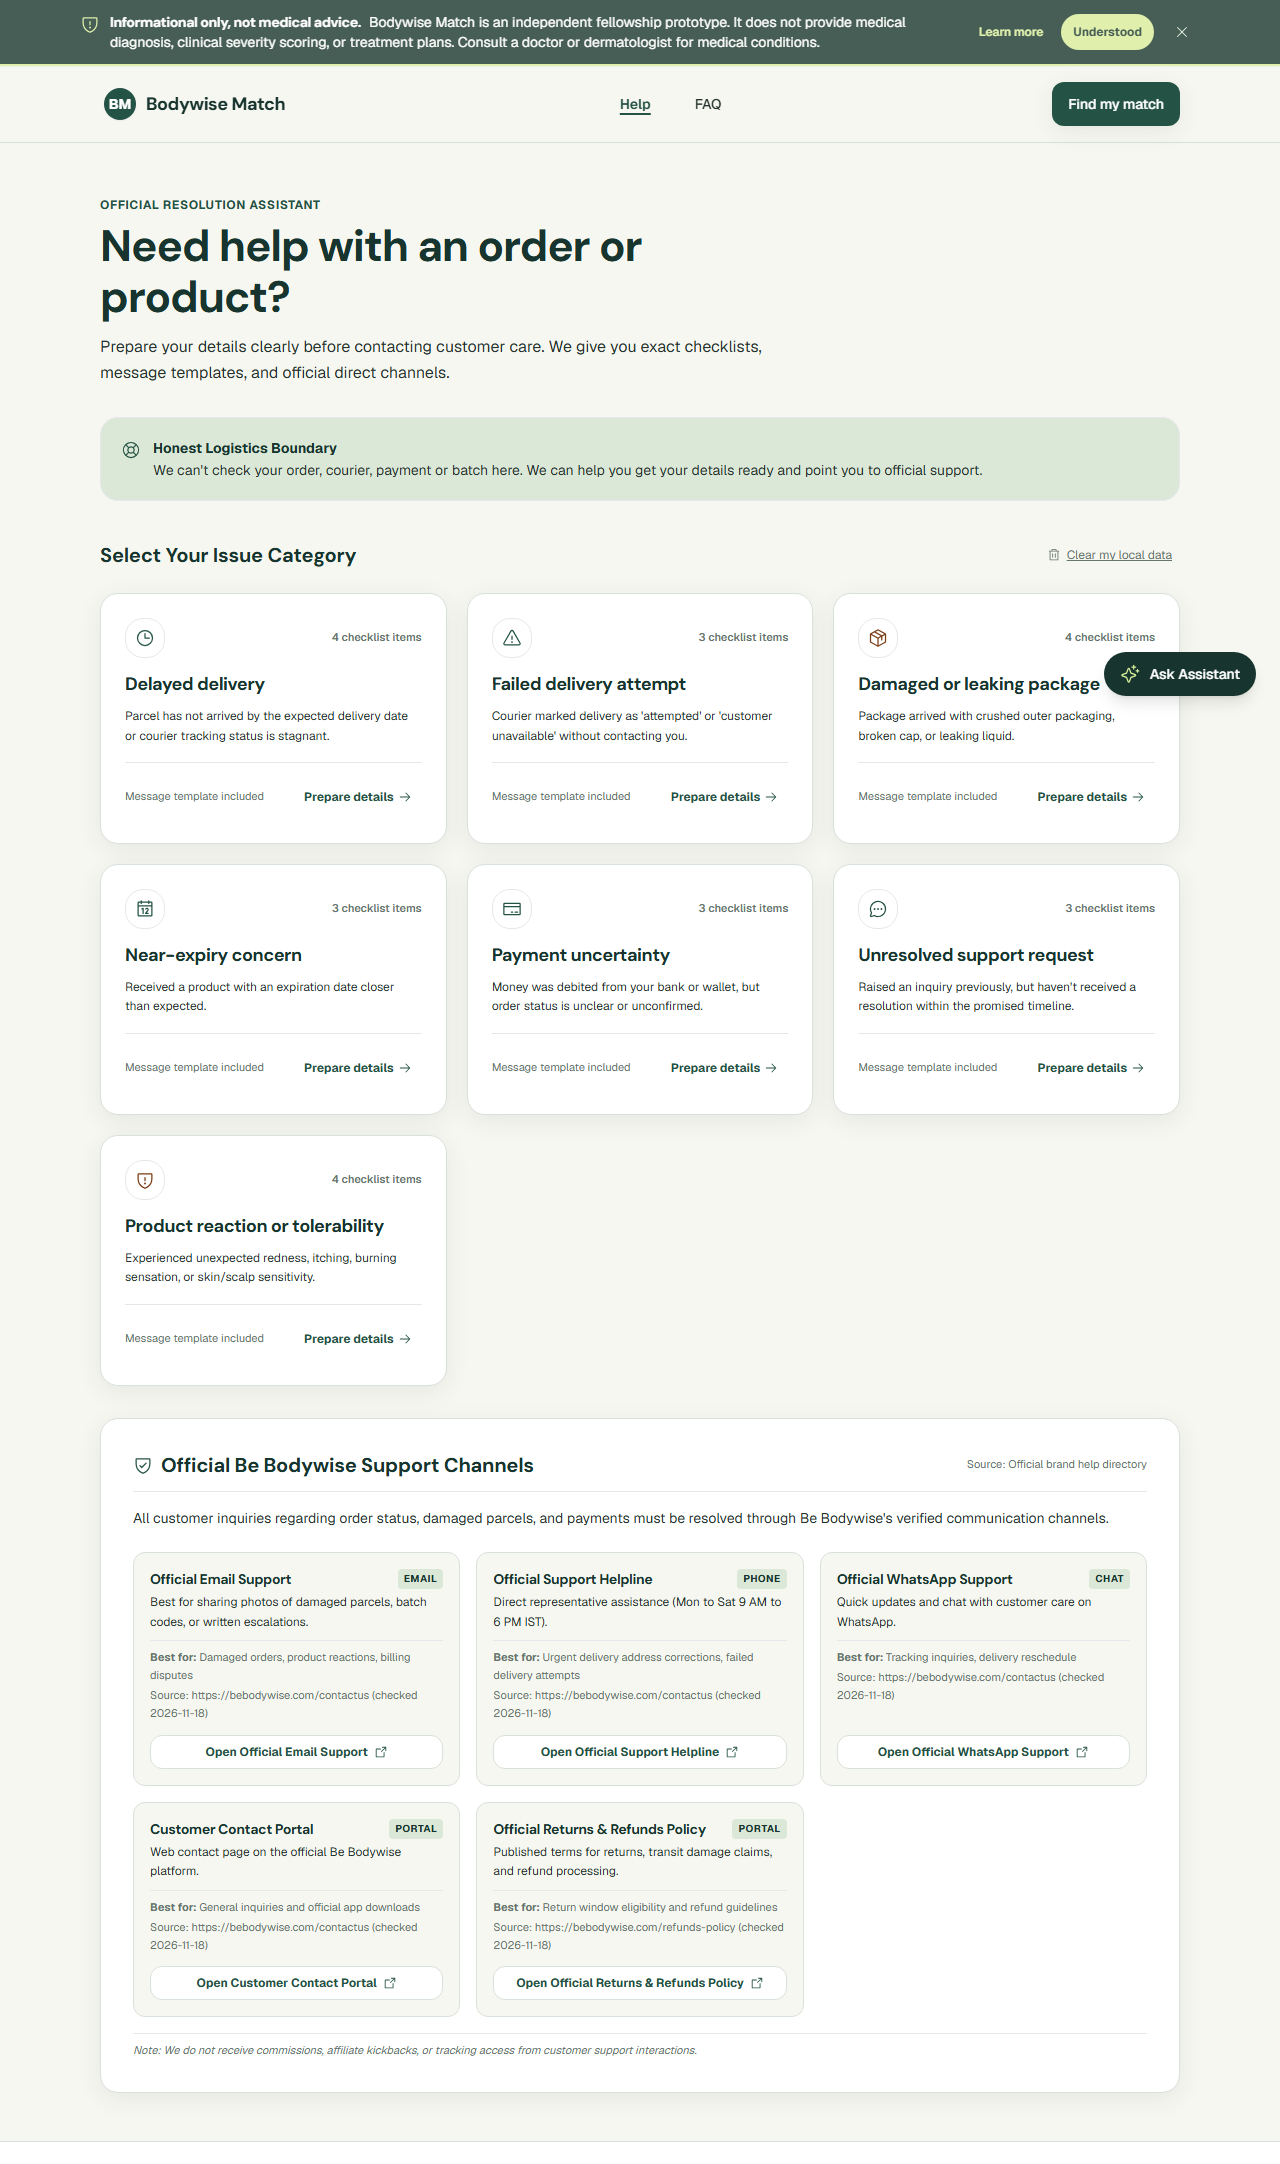 Informational only, not medical advice. Bodywise Match is an independent fellowship prototype. It does not provide medical
diagnosis, clinical severity scoring, or treatment plans. Consult a doctor or dermatologist for medical conditions.
Learn more
Understood
BM
Bodywise Match
Help
FAQ
Find my match
OFFICIAL RESOLUTION ASSISTANT
Need help with an order or
product?
Prepare your details clearly before contacting customer care. We give you exact checklists,
message templates, and official direct channels.
Honest Logistics Boundary
We can't check your order, courier, payment or batch here. We can help you get your details ready and point you to official support.
Select Your Issue Category
Clear my local data
4 checklist items
Delayed delivery
Parcel has not arrived by the expected delivery date
or courier tracking status is stagnant.
Message template included
Prepare details
3 checklist items
Failed delivery attempt
Courier marked delivery as 'attempted' or 'customer
unavailable' without contacting you.
Message template included
Prepare details
4 checklist items
Damaged or leaking package
Package arrived with crushed outer packaging,
broken cap, or leaking liquid.
Message template included
Prepare details
Ask Assistant
12
3 checklist items
Near-expiry concern
Received a product with an expiration date closer
than expected.
Message template included
Prepare details
3 checklist items
Payment uncertainty
Money was debited from your bank or wallet, but
order status is unclear or unconfirmed.
Message template included
Prepare details
3 checklist items
Unresolved support request
Raised an inquiry previously, but haven't received a
resolution within the promised timeline.
Message template included
Prepare details
4 checklist items
Product reaction or tolerability
Experienced unexpected redness, itching, burning
sensation, or skin/scalp sensitivity.
Message template included
Prepare details
Official Be Bodywise Support Channels
Source: Official brand help directory
All customer inquiries regarding order status, damaged parcels, and payments must be resolved through Be Bodywise's verified communication channels.
Official Email Support
EMAIL
Best for sharing photos of damaged parcels, batch
codes, or written escalations.
Best for: Damaged orders, product reactions, billing
disputes
Source: https://bebodywise.com/contactus (checked
2026-11-18)
Open Official Email Support
Official Support Helpline
PHONE
Direct representative assistance (Mon to Sat 9 AM to
6 PM IST).
Best for: Urgent delivery address corrections, failed
delivery attempts
Source: https://bebodywise.com/contactus (checked
2026-11-18)
Open Official Support Helpline
Official WhatsApp Support
CHAT
Quick updates and chat with customer care on
WhatsApp.
Best for: Tracking inquiries, delivery reschedule
Source: https://bebodywise.com/contactus (checked
2026-11-18)
Open Official WhatsApp Support
Customer Contact Portal
PORTAL
Web contact page on the official Be Bodywise
platform.
Best for: General inquiries and official app downloads
Source: https://bebodywise.com/contactus (checked
2026-11-18)
Open Customer Contact Portal
Official Returns & Refunds Policy
PORTAL
Published terms for returns, transit damage claims,
and refund processing.
Best for: Return window eligibility and refund guidelines
Source: https://bebodywise.com/refunds-policy (checked
2026-11-18)
Open Official Returns & Refunds Policy
Note: We do not receive commissions, affiliate kickbacks, or tracking access from customer support interactions.